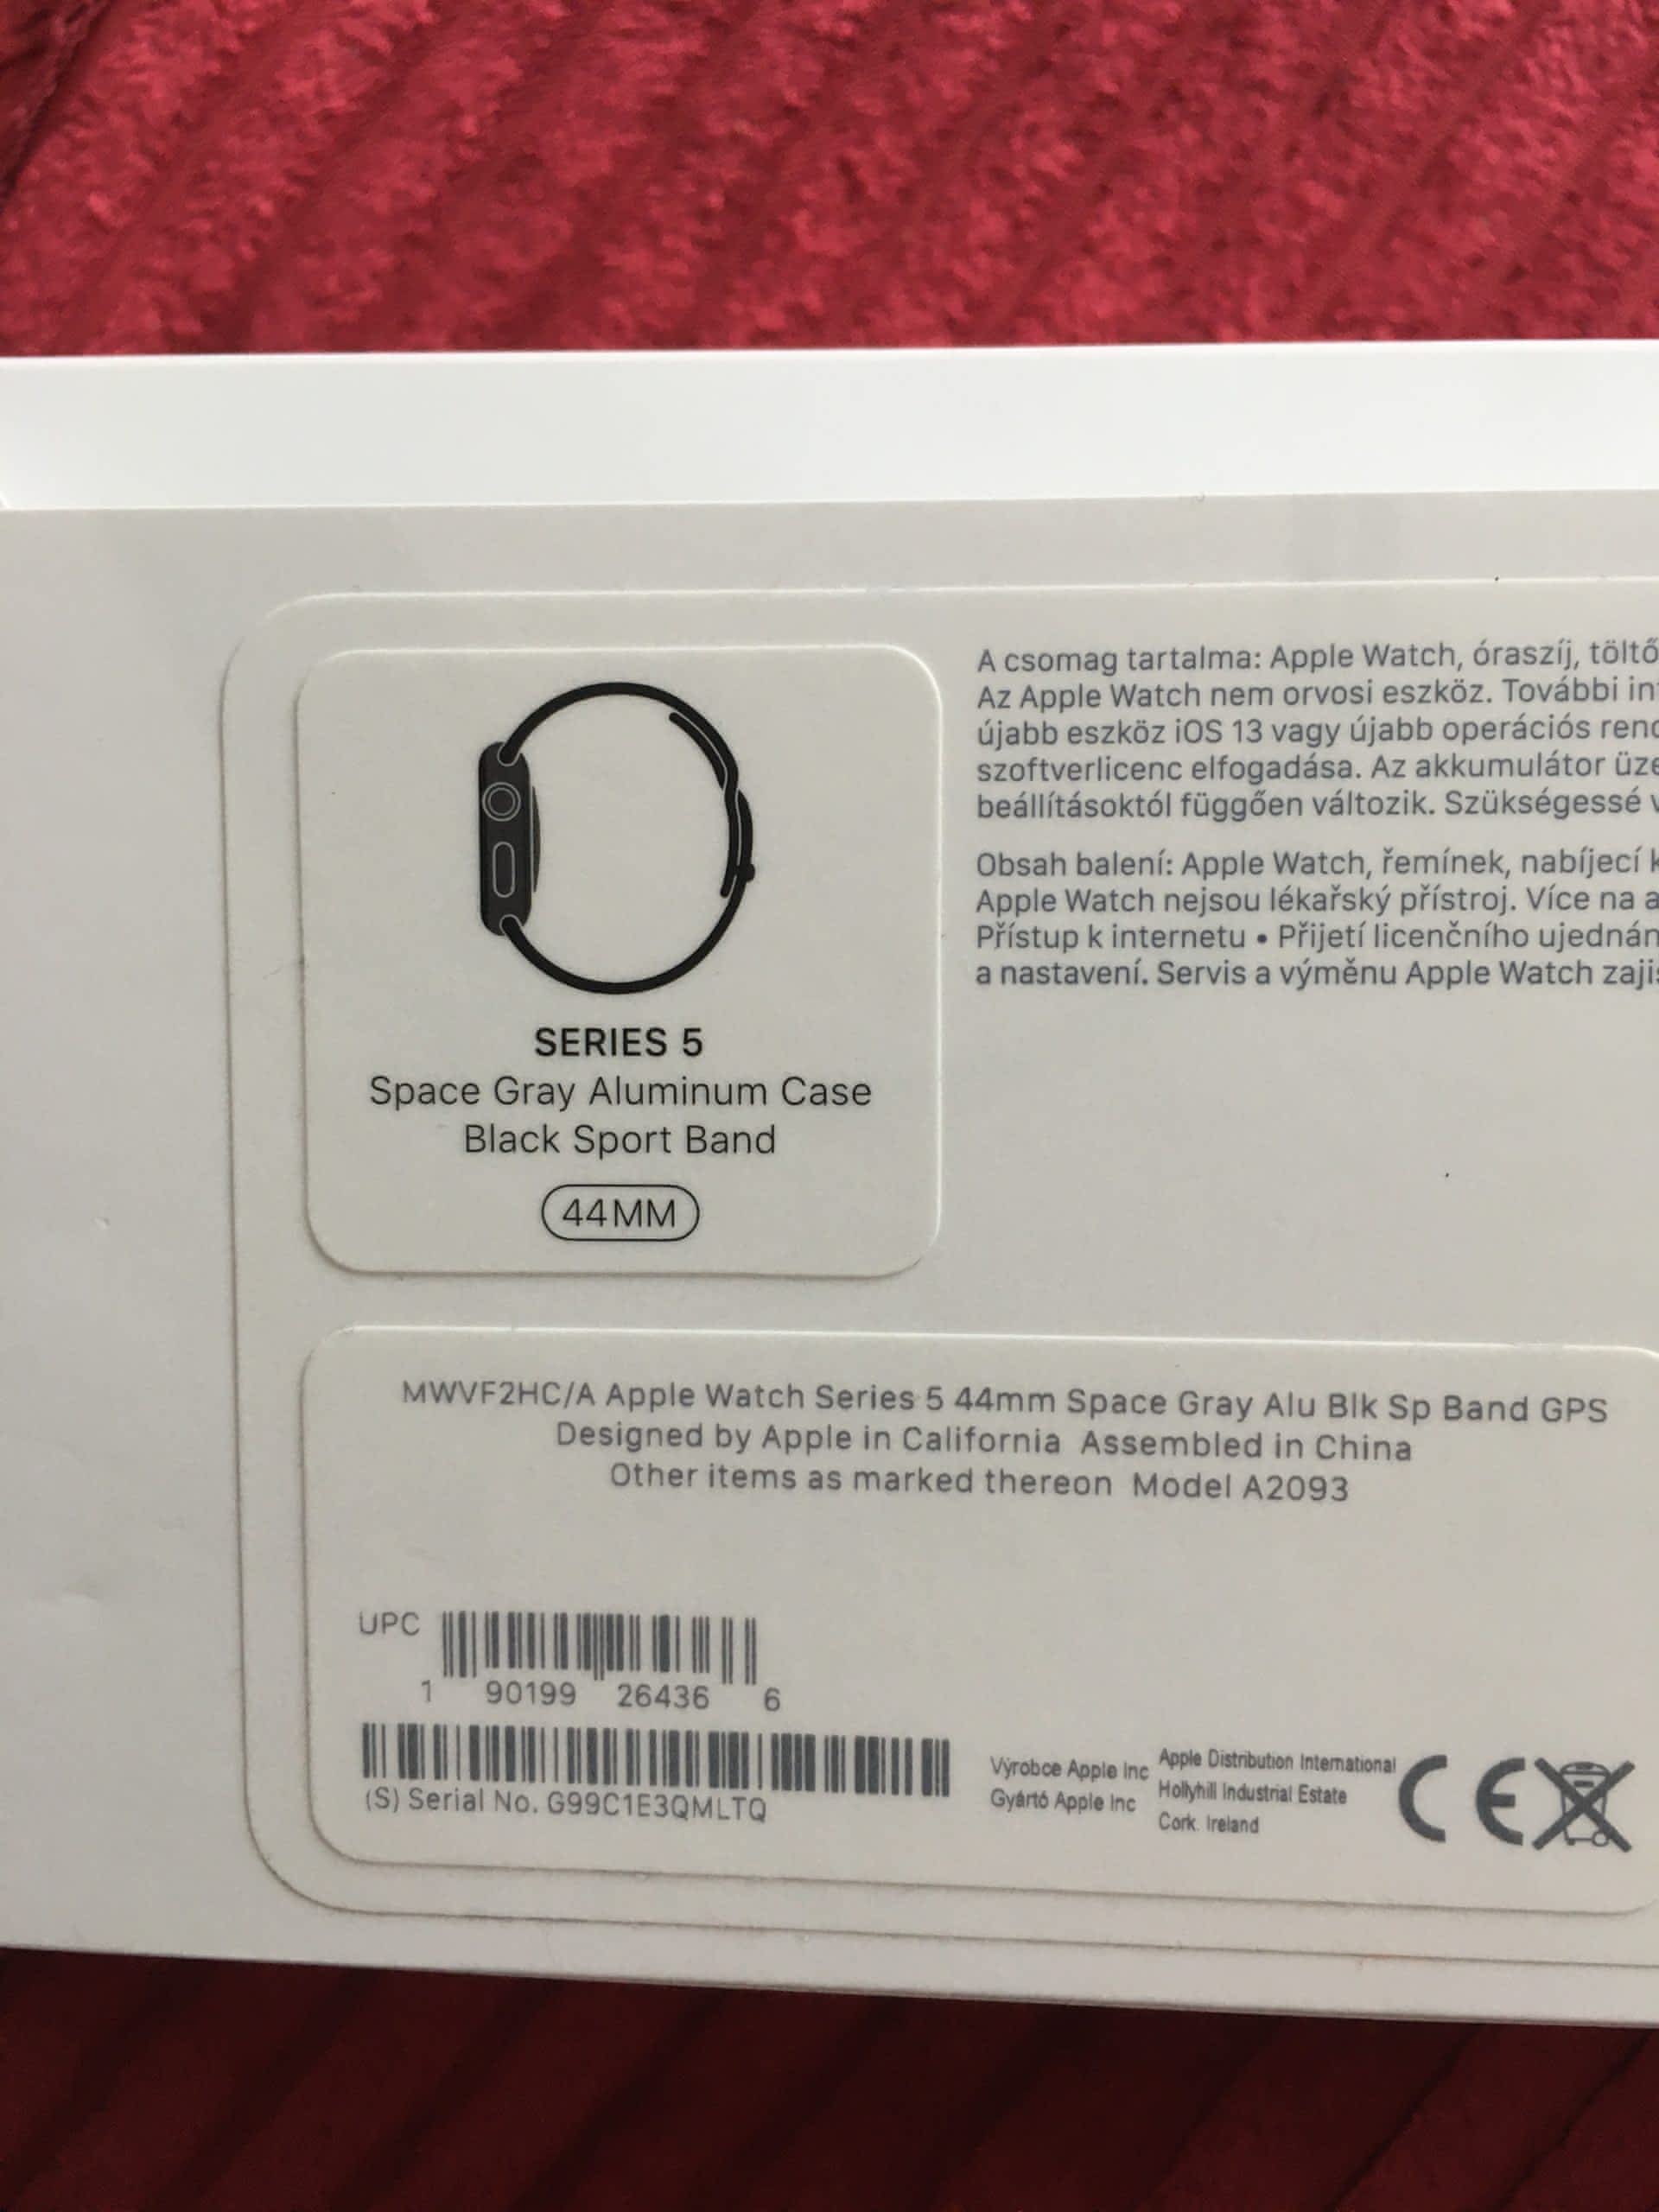 SERIES 5
Space Gray Aluminum Case
Black Sport Band
44MM
A csomag tartalma: Apple Watch, óraszíj, töltő
Az Apple Watch nem orvosi eszköz. További
újabb eszköz iOS 13 vagy újabb operációs
szoftverlicenc elfogadása. Az akkumulátor
beállításoktól függően változik. Szükségessé
Obsah balení: Apple Watch, řemínek, nabíjecí
Apple Watch nejsou lékařský přístroj. Více na
Přístup k internetu • Přijetí licenčního
a nastavení. Servis a výměnu Apple Watch
MWVF2HC/A Apple Watch Series 5 44mm Space Gray Alu Blk Sp Band GPS
Designed by Apple in California Assembled in China
Other items as marked thereon Model A2093
UPC
1 90199 26436 6
(S) Serial No. G99C1E3QMLTQ
Výrobce Apple Inc
Gyártó Apple Inc
Apple Distribution International
Hollyhill Industrial Estate
Cork. Ireland
CE